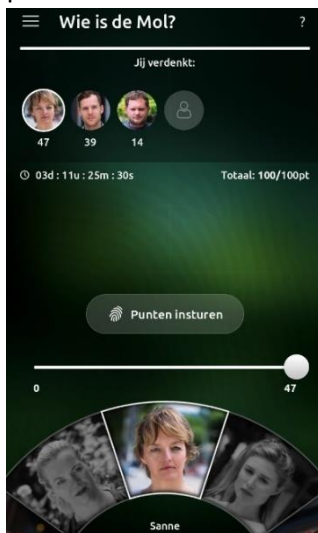 Wie is de Mol?
?
Jij verdenkt:
47 39 14
03d : 11u : 25m : 30s Totaal: 100/100pt
Punten insturen
0 47
Sanne